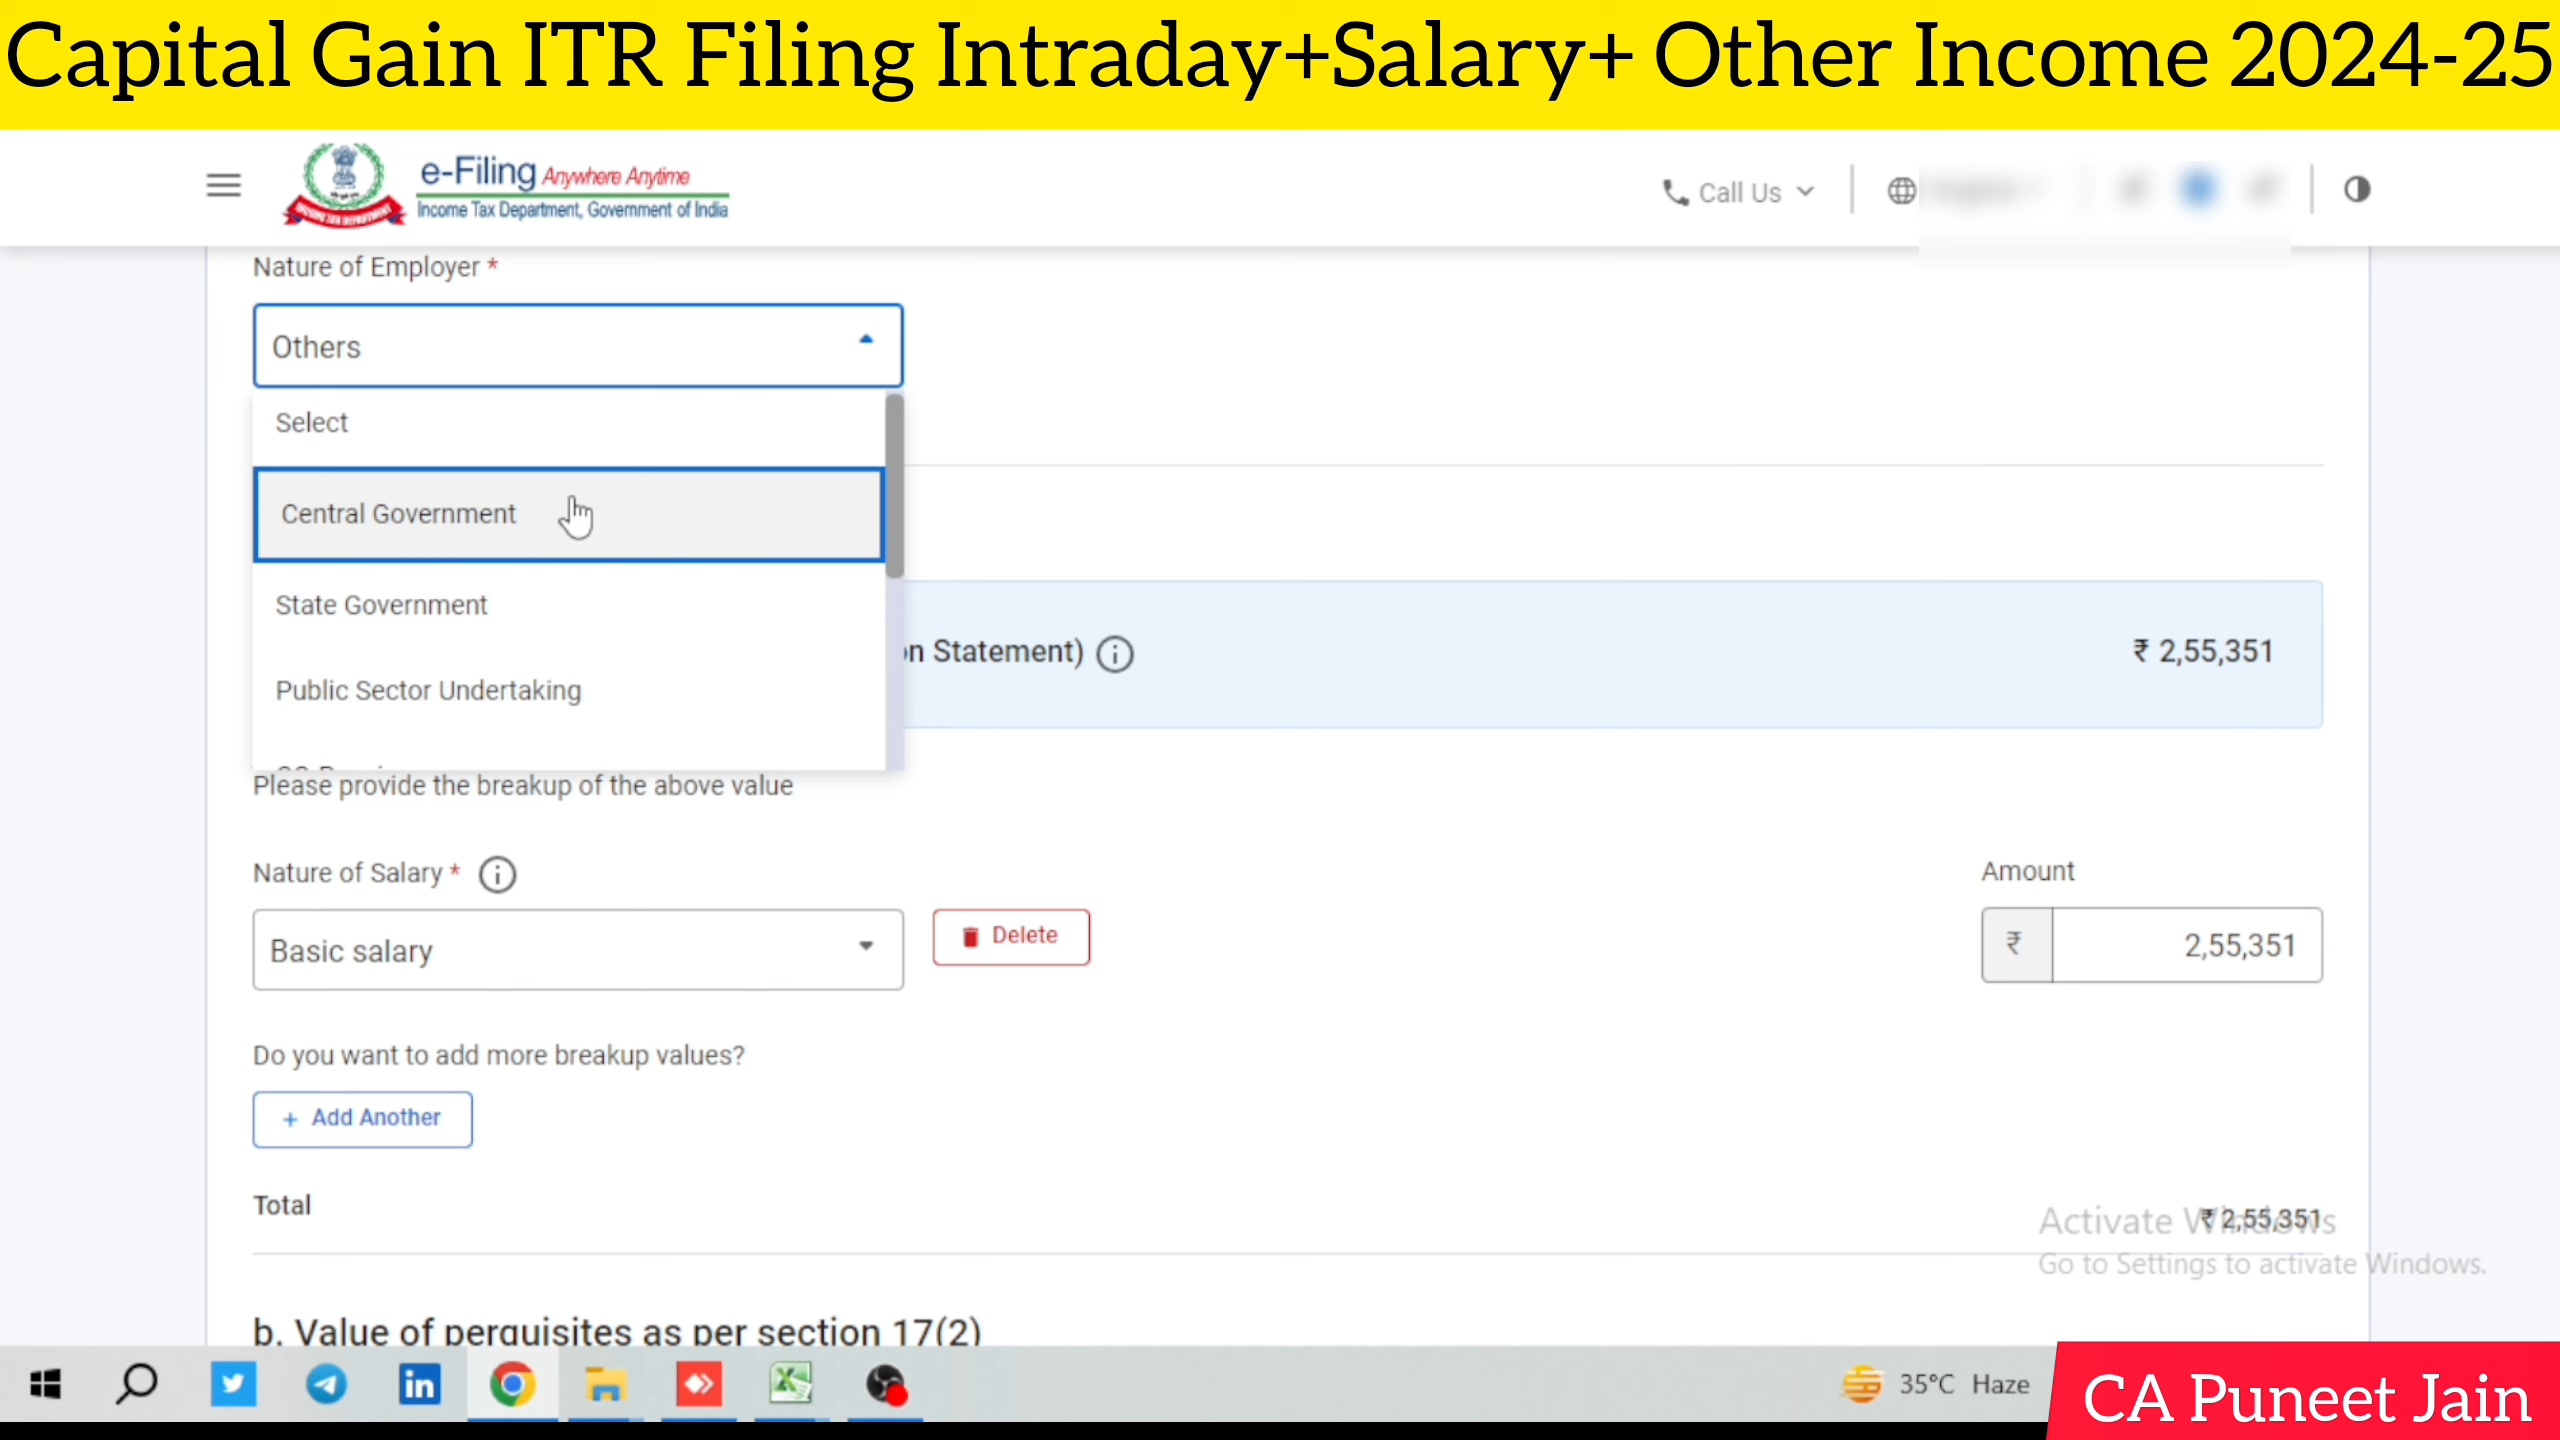 Capital Gain ITR Filing Intraday+Salary+ Other Income 2024-25
e-Filing Anywhere Anytime
Income Tax Department, Government of India
INCOME TAX DEPARTMENT
Call Us
Nature of Employer *
Others
Select
Central Government
State Government
Public Sector Undertaking
n Statement)
₹ 2,55,351
Please provide the breakup of the above value
Nature of Salary *
Amount
Basic salary
Delete
₹ 2,55,351
Do you want to add more breakup values?
+ Add Another
Total
₹ 2,55,351
Activate Windows
Go to Settings to activate Windows.
b. Value of perquisites as per section 17(2)
35°C Haze
CA Puneet Jain